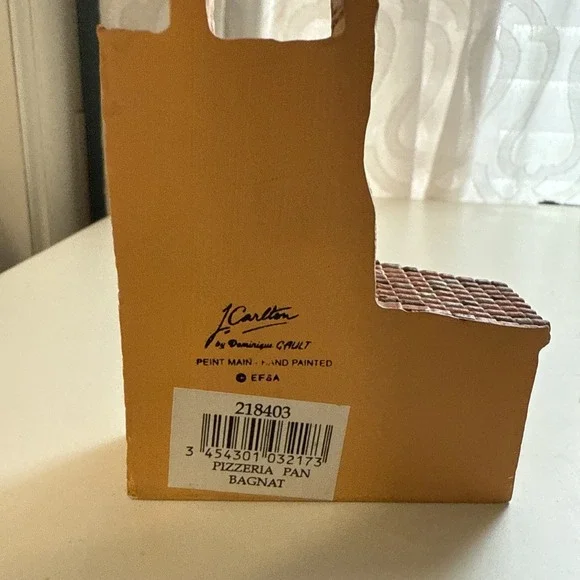 J. Carlton
by Dominique GAULT
PEINT MAIN - HAND PAINTED
© EF&A
218403
3 454301 032173
PIZZERIA PAN
BAGNAT